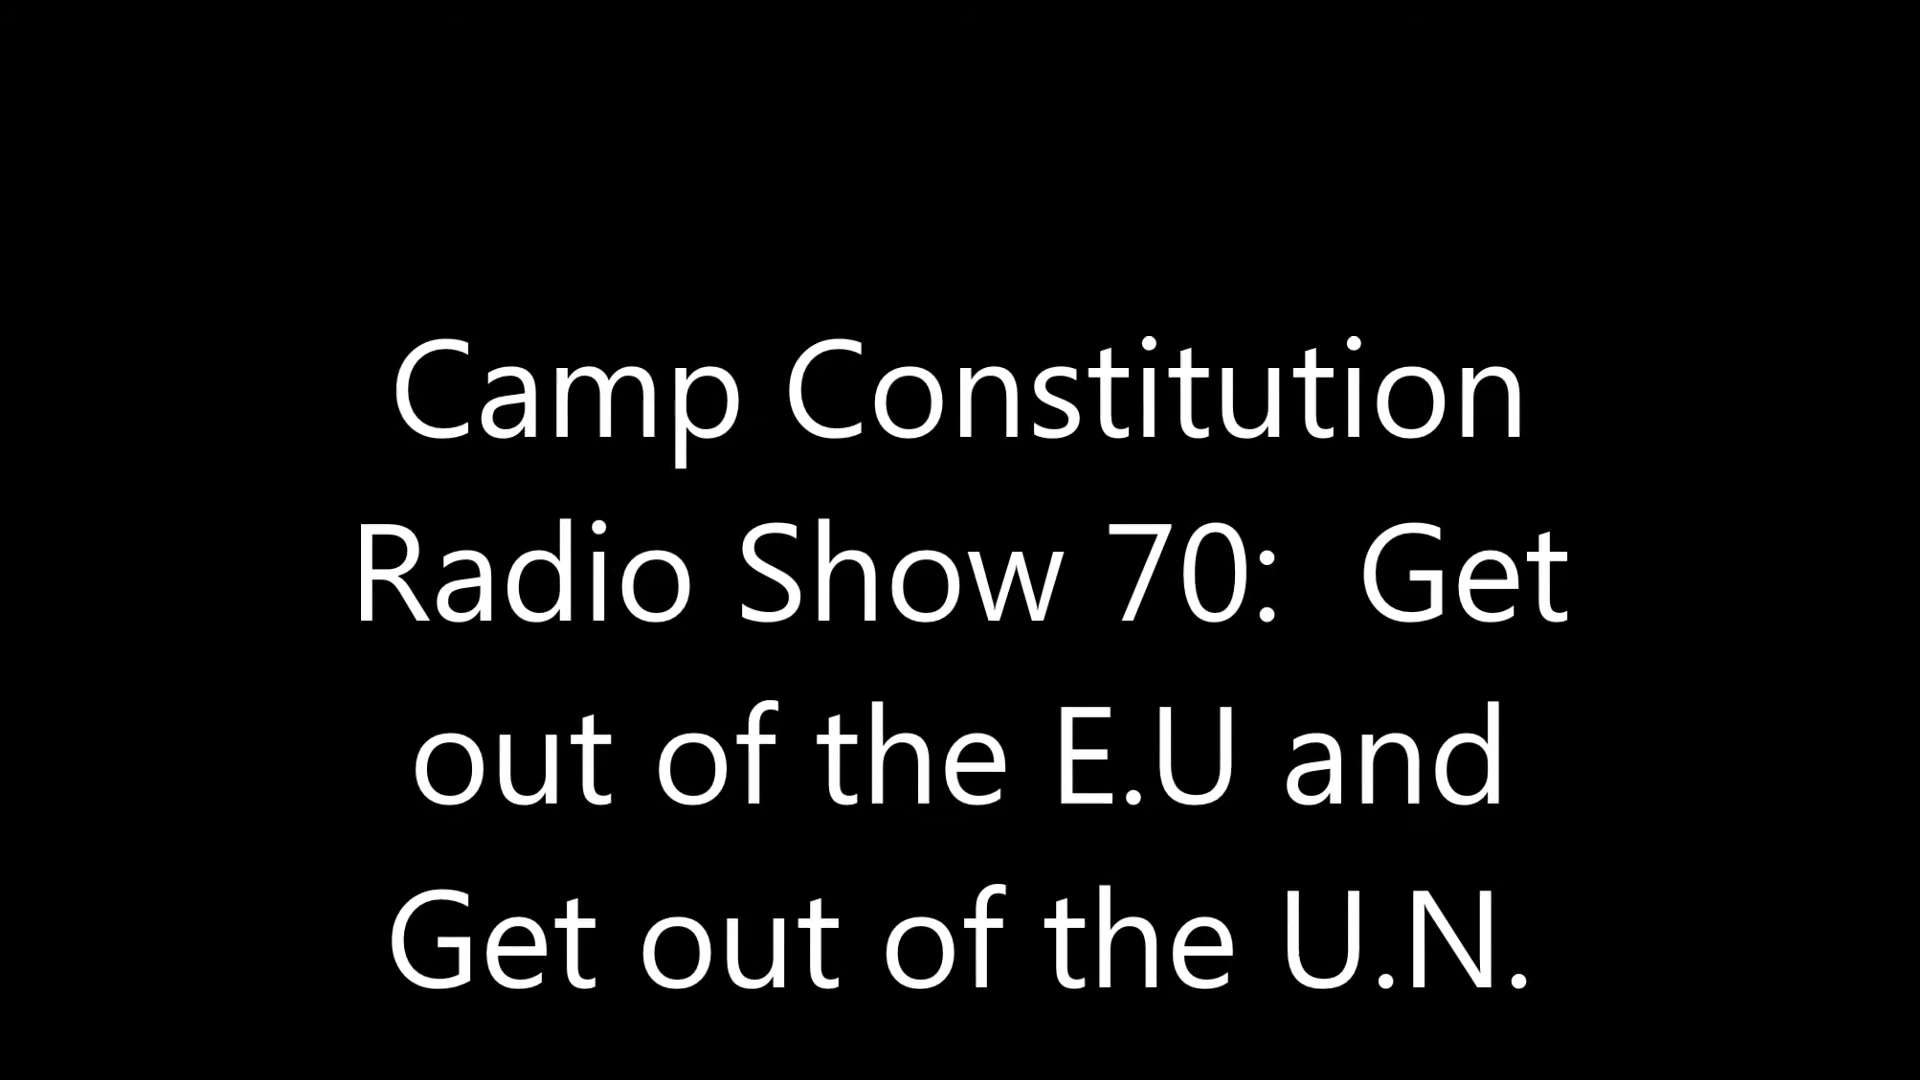 Camp Constitution
Radio Show 70:  Get
out of the E.U and
Get out of the U.N.